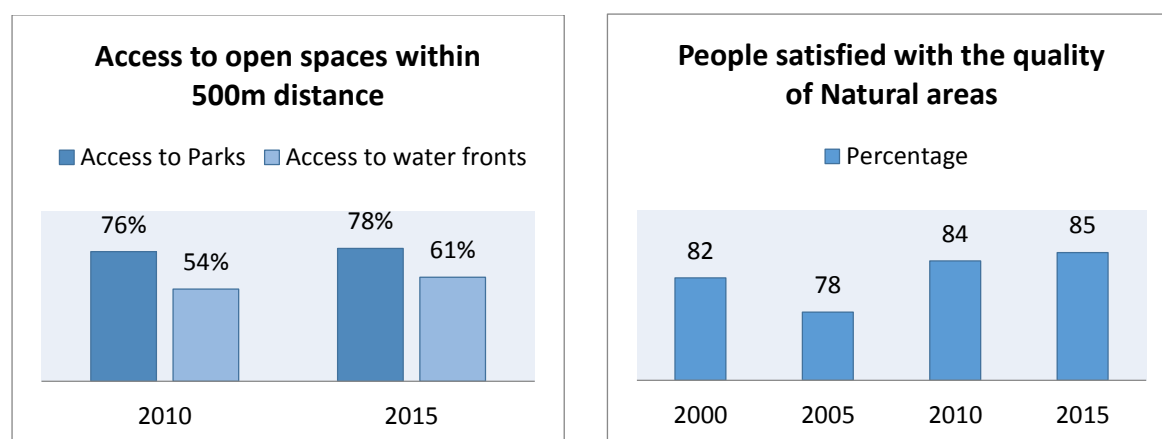 Access to open spaces within
500m distance
Access to Parks Access to water fronts
76%
54%
78%
61%
2010 2015
People satisfied with the quality
of Natural areas
Percentage
82
78
84
85
2000 2005 2010 2015